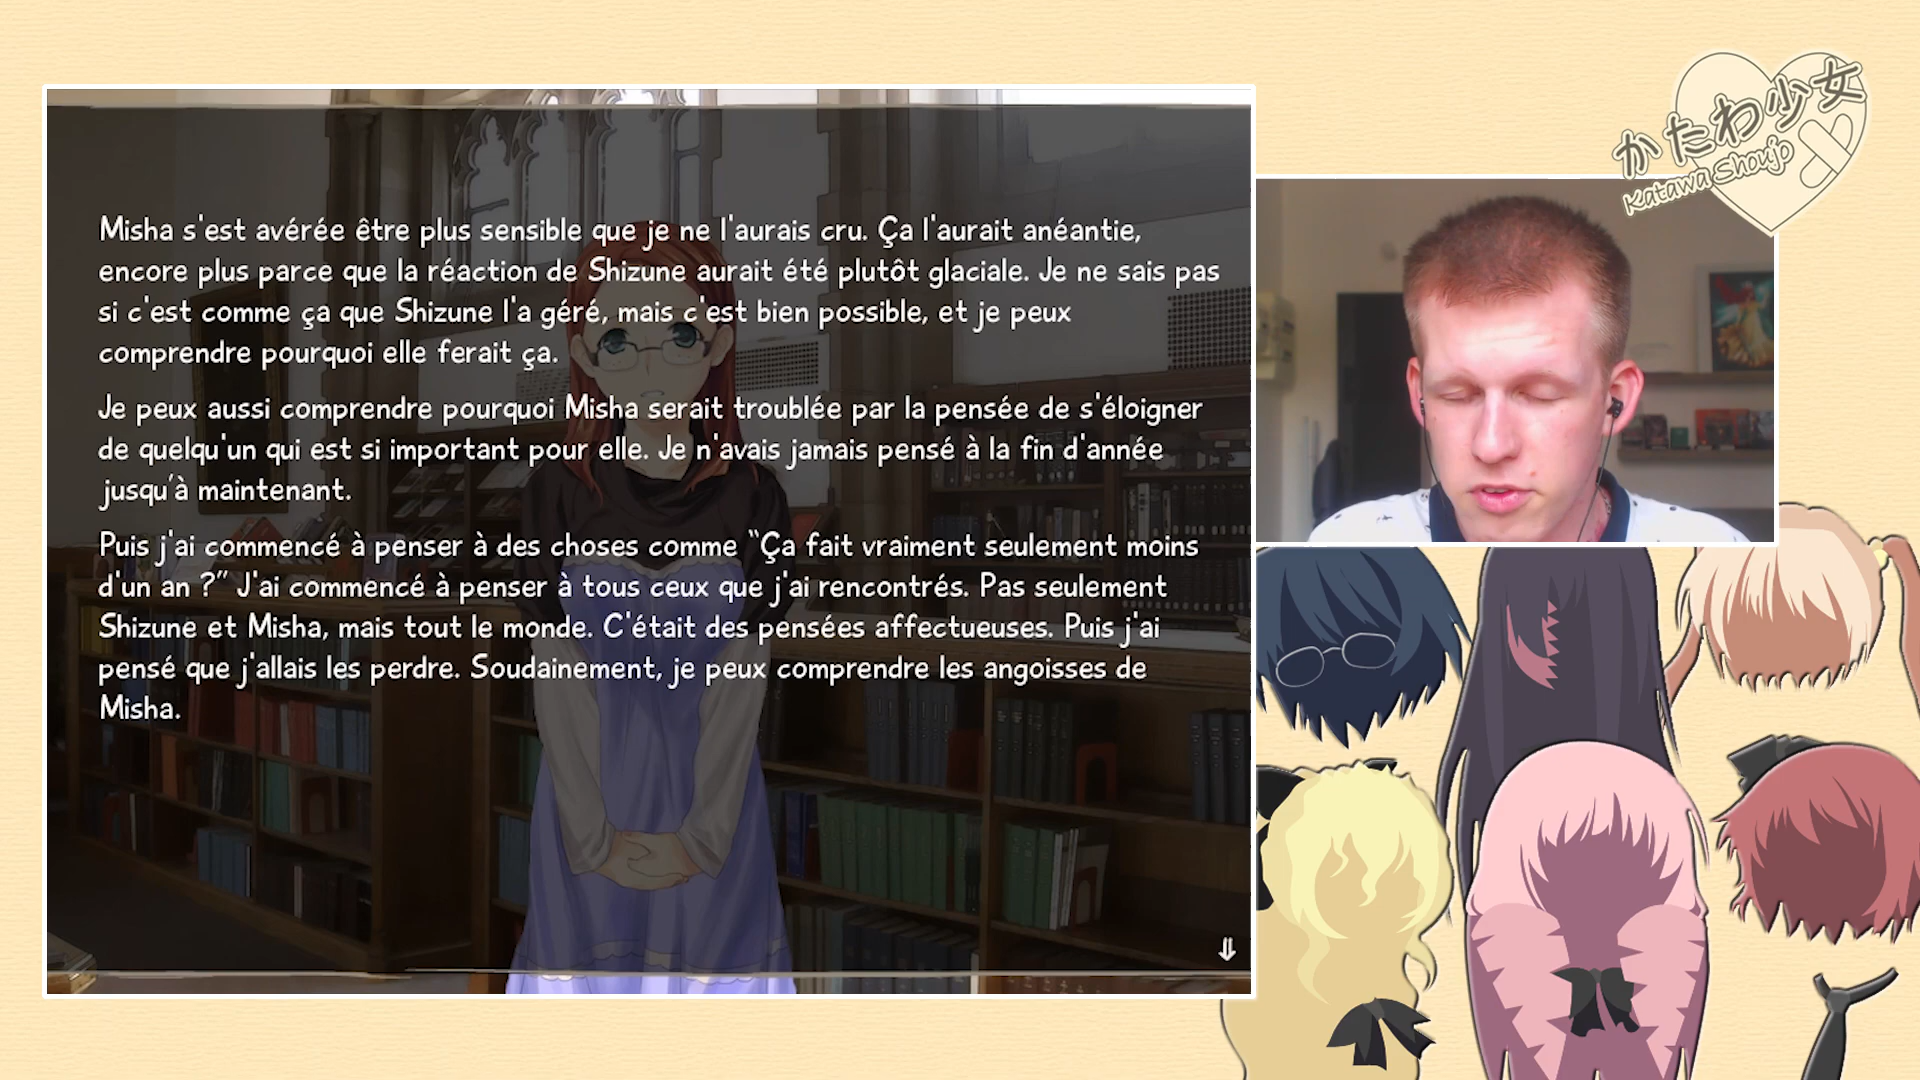 Misha s'est avérée être plus sensible que je ne l'aurais cru. Ça l'aurait anéantie,
encore plus parce que la réaction de Shizune aurait été plutôt glaciale. Je ne sais pas
si c'est comme ça que Shizune l'a géré, mais c'est bien possible, et je peux
comprendre pourquoi elle ferait ça.
Je peux aussi comprendre pourquoi Misha serait troublée par la pensée de s'éloigner
de quelqu'un qui est si important pour elle. Je n'avais jamais pensé à la fin d'année
jusqu'à maintenant.
Puis j'ai commencé à penser à des choses comme “Ça fait vraiment seulement moins
d'un an ?” J'ai commencé à penser à tous ceux que j'ai rencontrés. Pas seulement
Shizune et Misha, mais tout le monde. C'était des pensées affectueuses. Puis j'ai
pensé que j'allais les perdre. Soudainement, je peux comprendre les angoisses de
Misha.
かたわ少女
Katawa Shoujo